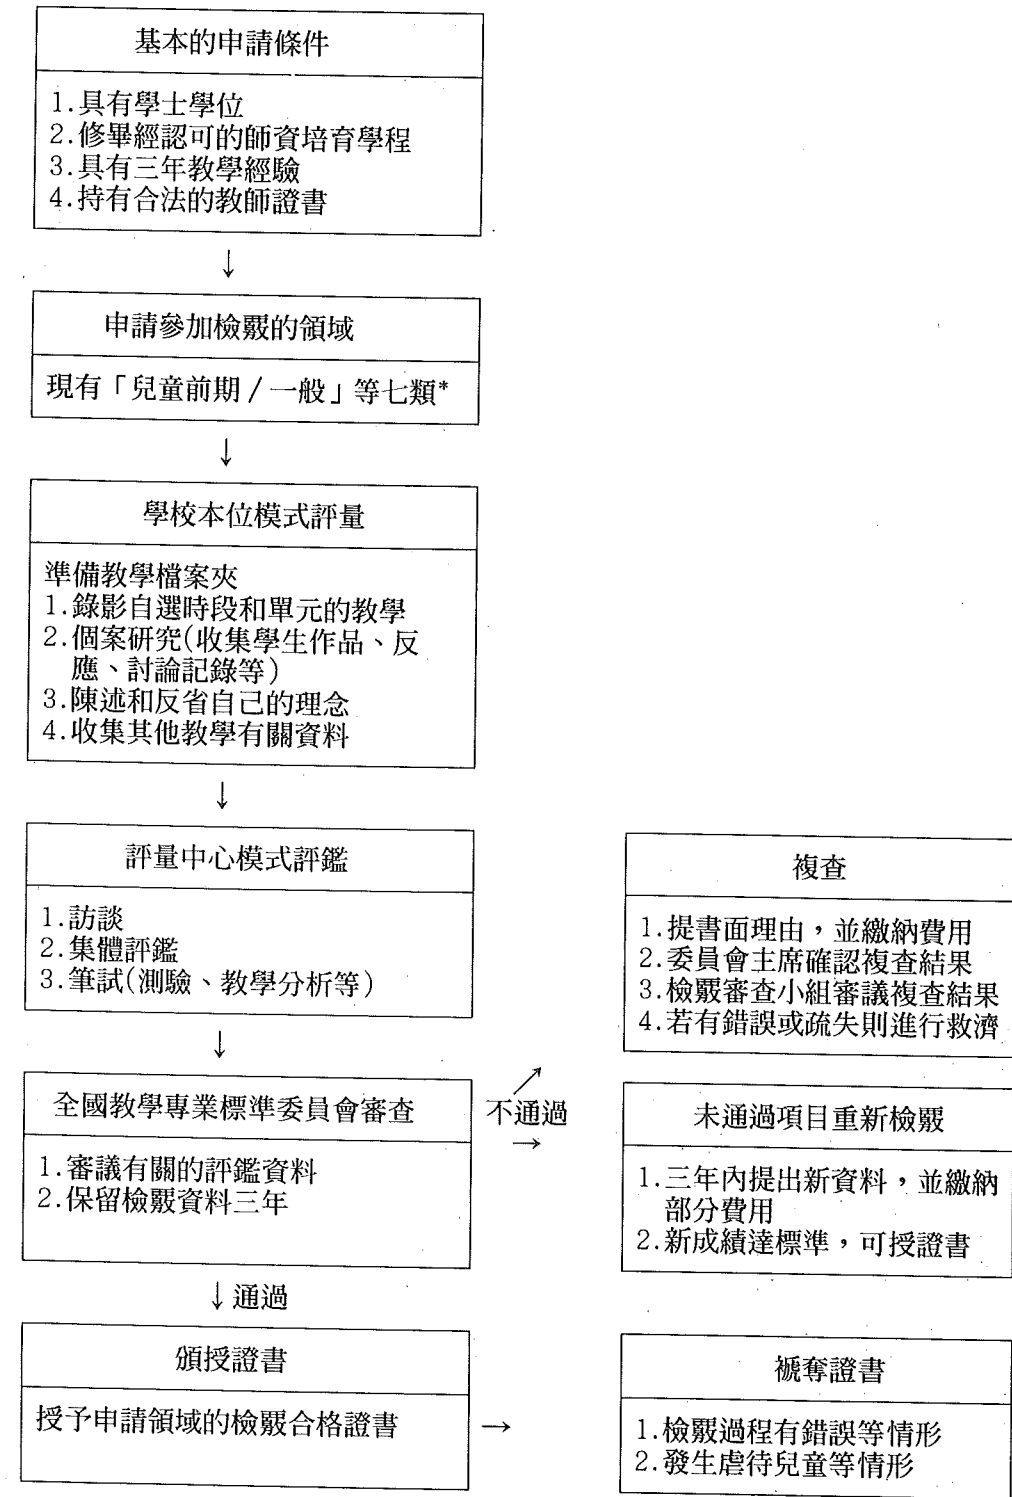 基本的申請條件
1.具有學士學位
2.修畢經認可的師資培育學程
3.具有三年教學經驗
4.持有合法的教師證書
↓
申請參加檢覈的領域
現有「兒童前期/一般」等七類*
↓
學校本位模式評量
準備教學檔案夾
1.錄影自選時段和單元的教學
2.個案研究(收集學生作品、反
應、討論記錄等)
3.陳述和反省自己的理念
4.收集其他教學有關資料
↓
評量中心模式評鑑
1.訪談
2.集體評鑑
3.筆試(測驗、教學分析等)
↓
複查
1.提書面理由,並繳納費用
2.委員會主席確認複查結果
3.檢覈審查小組審議複查結果
4.若有錯誤或疏失則進行救濟
全國教學專業標準委員會審查
1.審議有關的評鑑資料
2.保留檢覈資料三年
↗
不通過
→
未通過項目重新檢覈
1.三年內提出新資料,並繳納
部分費用
2.新成績達標準,可授證書
↓通過
頒授證書
授予申請領域的檢覈合格證書
→
褫奪證書
1.檢覈過程有錯誤等情形
2.發生虐待兒童等情形